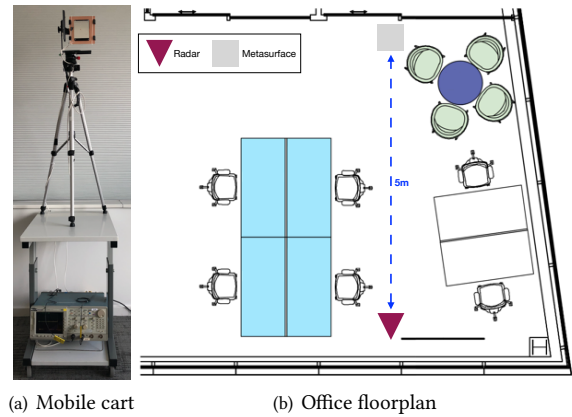 Radar
Metasurface
5m
(a) Mobile cart
(b) Office floorplan